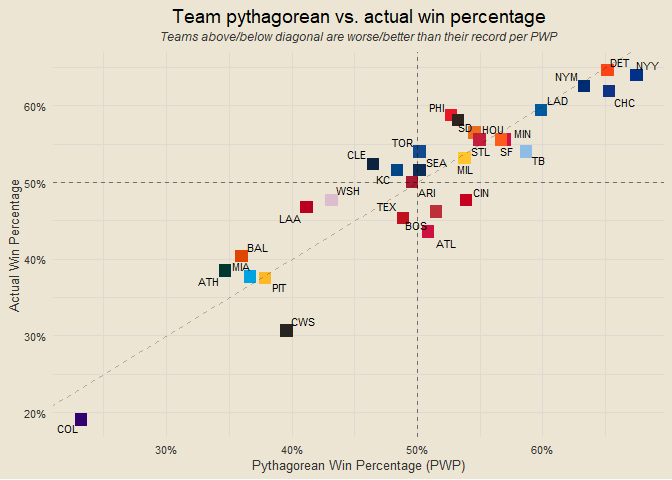 Team pythagorean vs. actual win percentage
Teams above/below diagonal are worse/better than their record per PWP
DET
NYY
NYM
CHC
LAD
60%
PHI
SD
HOU
MIN
TOR
STL
SF
TB
CLE
SEA
MIL
KC
50%
WSH
ARI
CIN
LAA
TEX
BOS
ATL
BAL
40%
MIA
ATH
PIT
CWS
30%
20%
COL
30%
40%
50%
60%
Pythagorean Win Percentage (PWP)
Actual Win Percentage